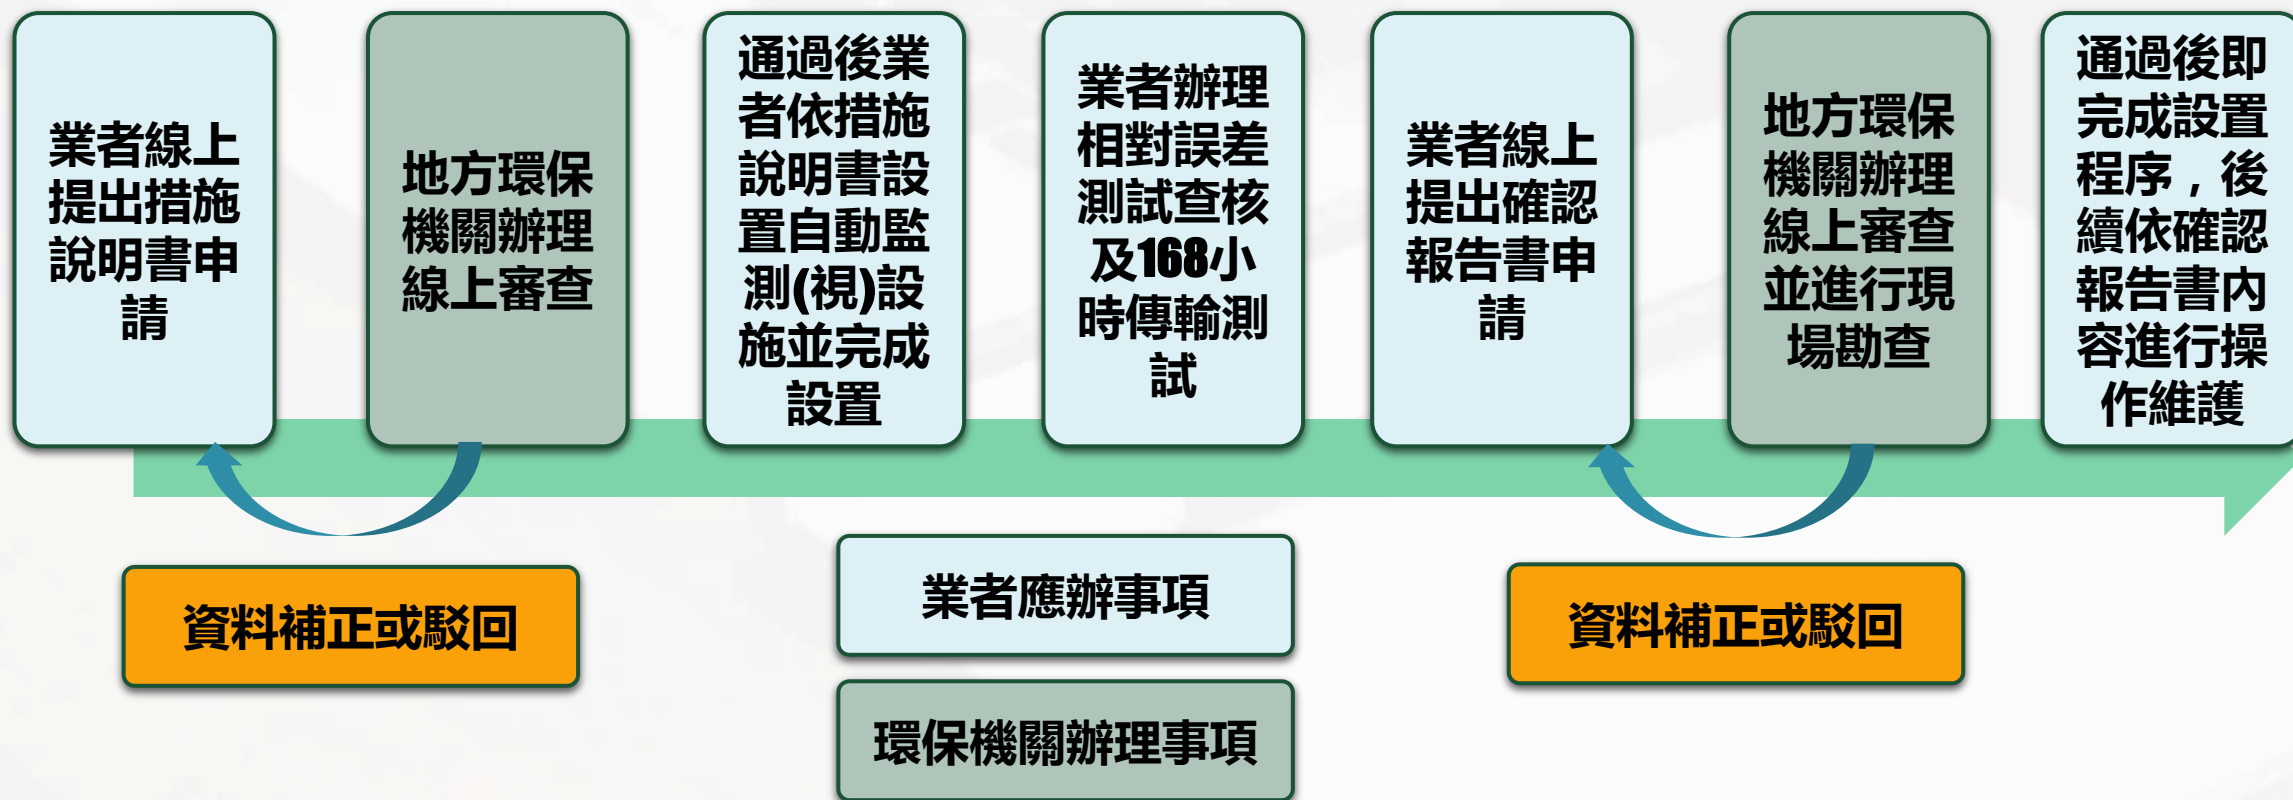 業者線上
提出措施
說明書申
請
地方環保
機關辦理
線上審查
通過後業
者依措施
說明書設
置自動監
測(視)設
施並完成
設置
業者辦理
相對誤差
測試查核
及168小
時傳輸測
試
業者線上
提出確認
報告書申
請
地方環保
機關辦理
線上審查
並進行現
場勘查
通過後即
完成設置
程序，後
續依確認
報告書內
容進行操
作維護
資料補正或駁回
業者應辦事項
環保機關辦理事項
資料補正或駁回